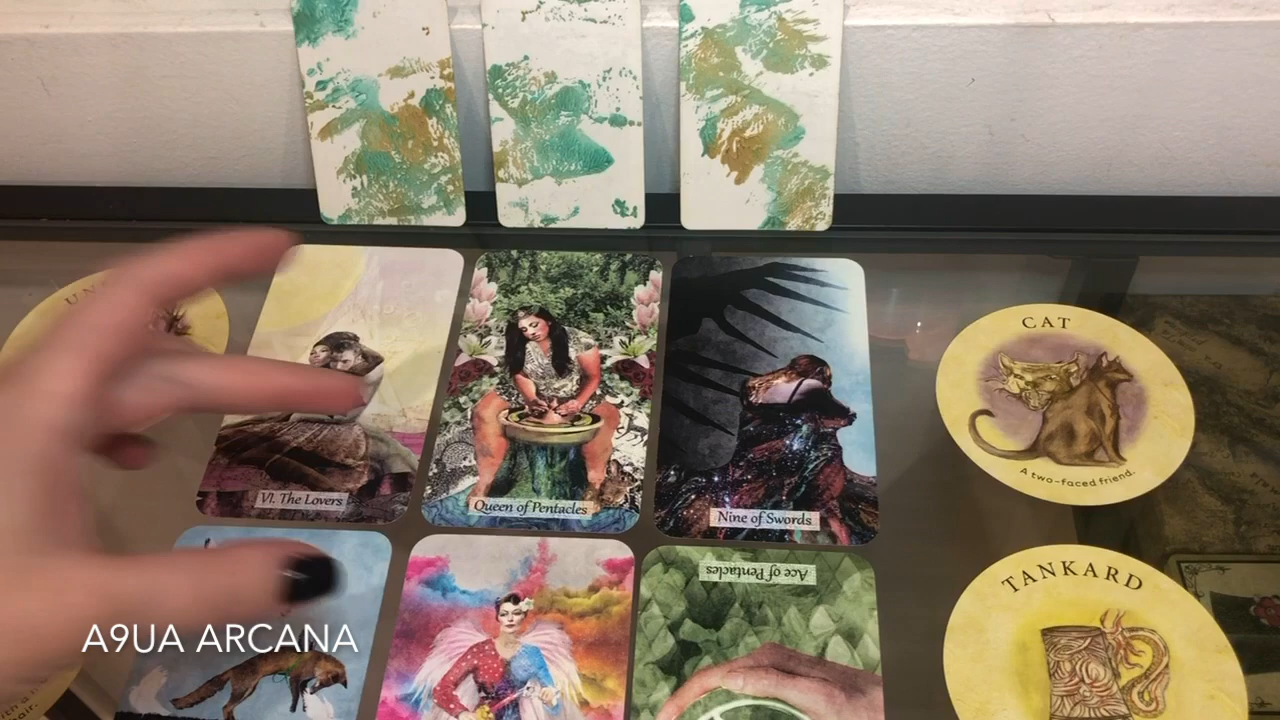 CAT
A two-faced friend.
VI. The Lovers
Queen of Pentacles
Nine of Swords
Ace of Pentacles
TANKARD
A9UA ARCANA